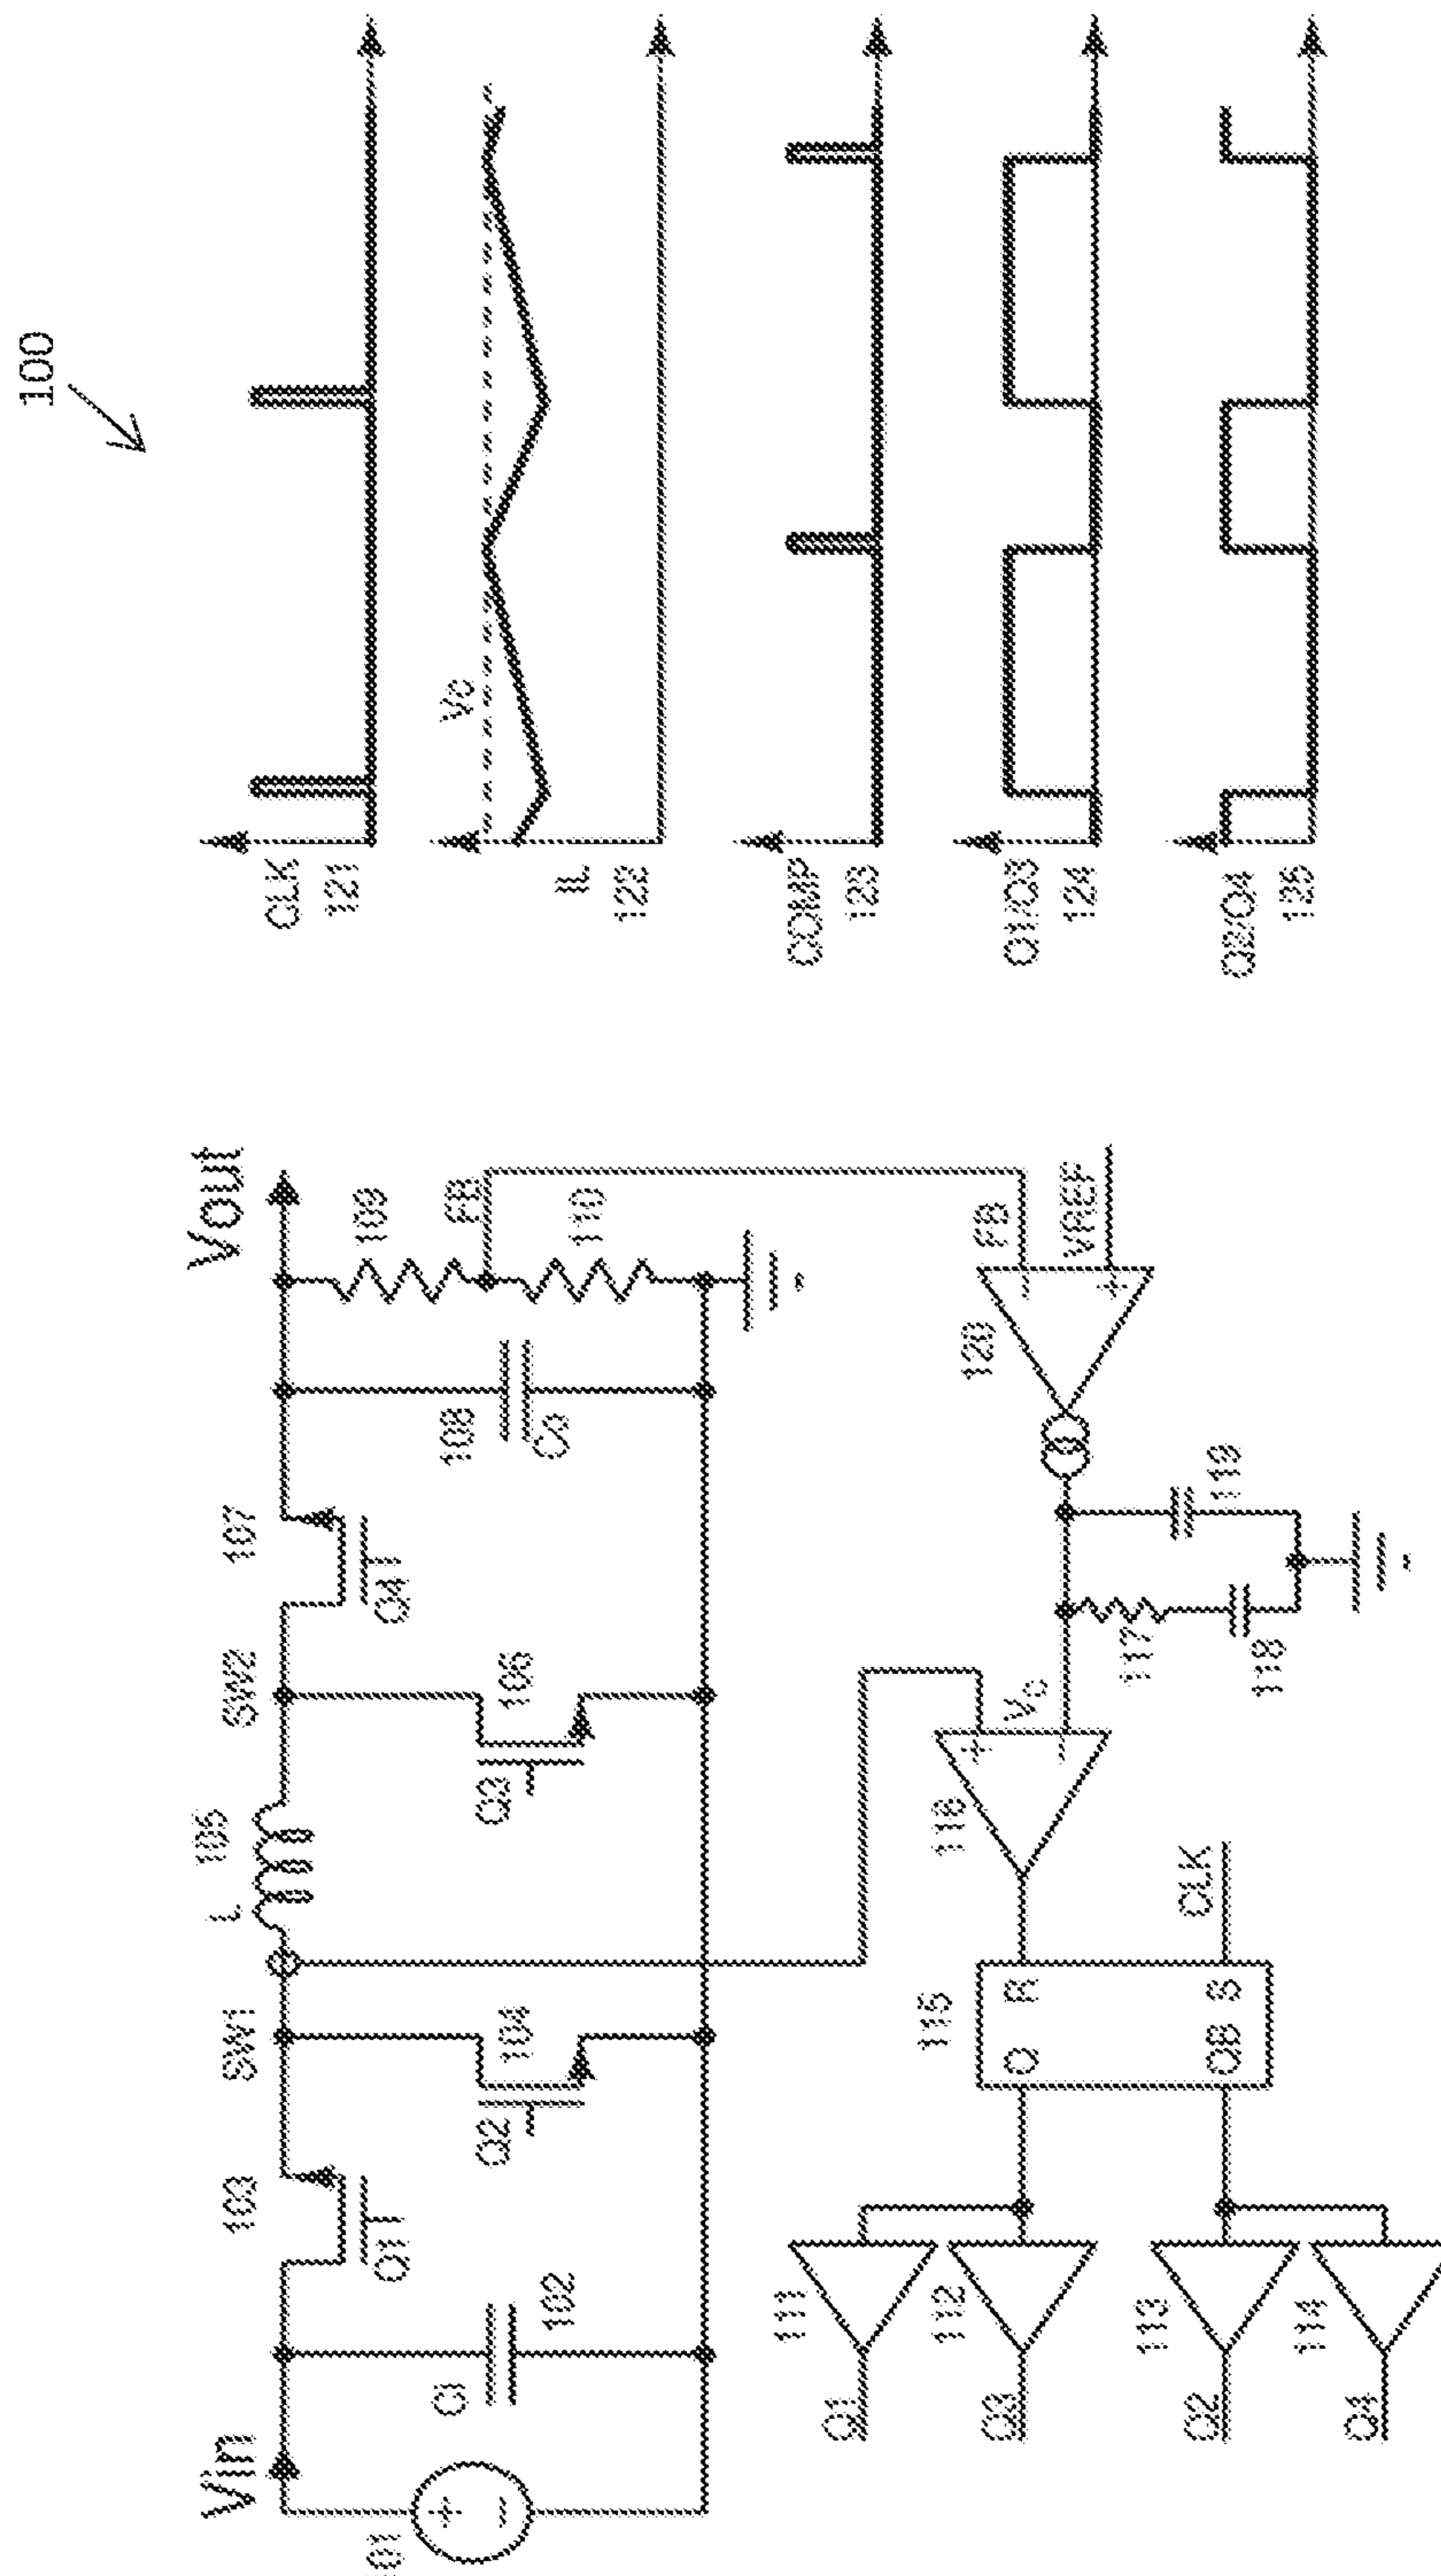 100
Vin
101
Ci
102
103
Q1
SW1
Q2
104
L
105
SW2
Q3
106
107
Q4
108
Co
Vout
109
FB
110
Q1
111
Q3
112
Q2
113
Q4
114
115
Q
R
QB
S
CLK
116
+
−
Vc
117
118
119
120
FB
−
+
VREF
+
−
CLK
121
Vc
IL
122
COMP
123
Q1/Q3
124
Q2/Q4
125